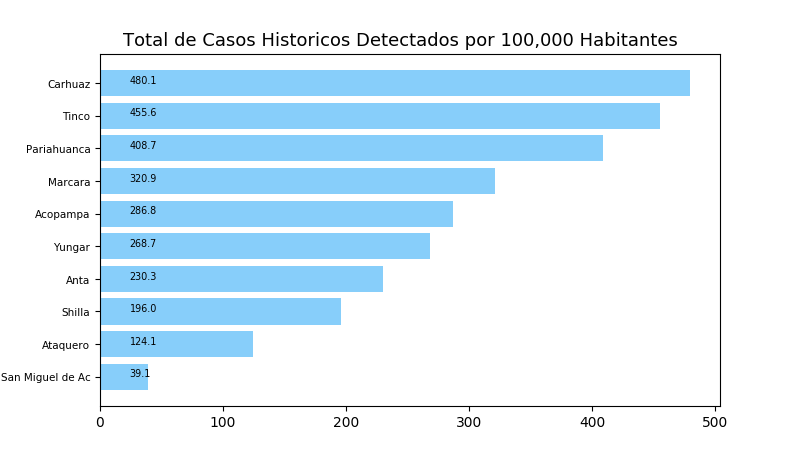 Total de Casos Historicos Detectados por 100,000 Habitantes
Carhuaz 480.1
Tinco 455.6
Pariahuanca 408.7
Marcara 320.9
Acopampa 286.8
Yungar 268.7
Anta 230.3
Shilla 196.0
Ataquero 124.1
San Miguel de Ac 39.1
0 100 200 300 400 500